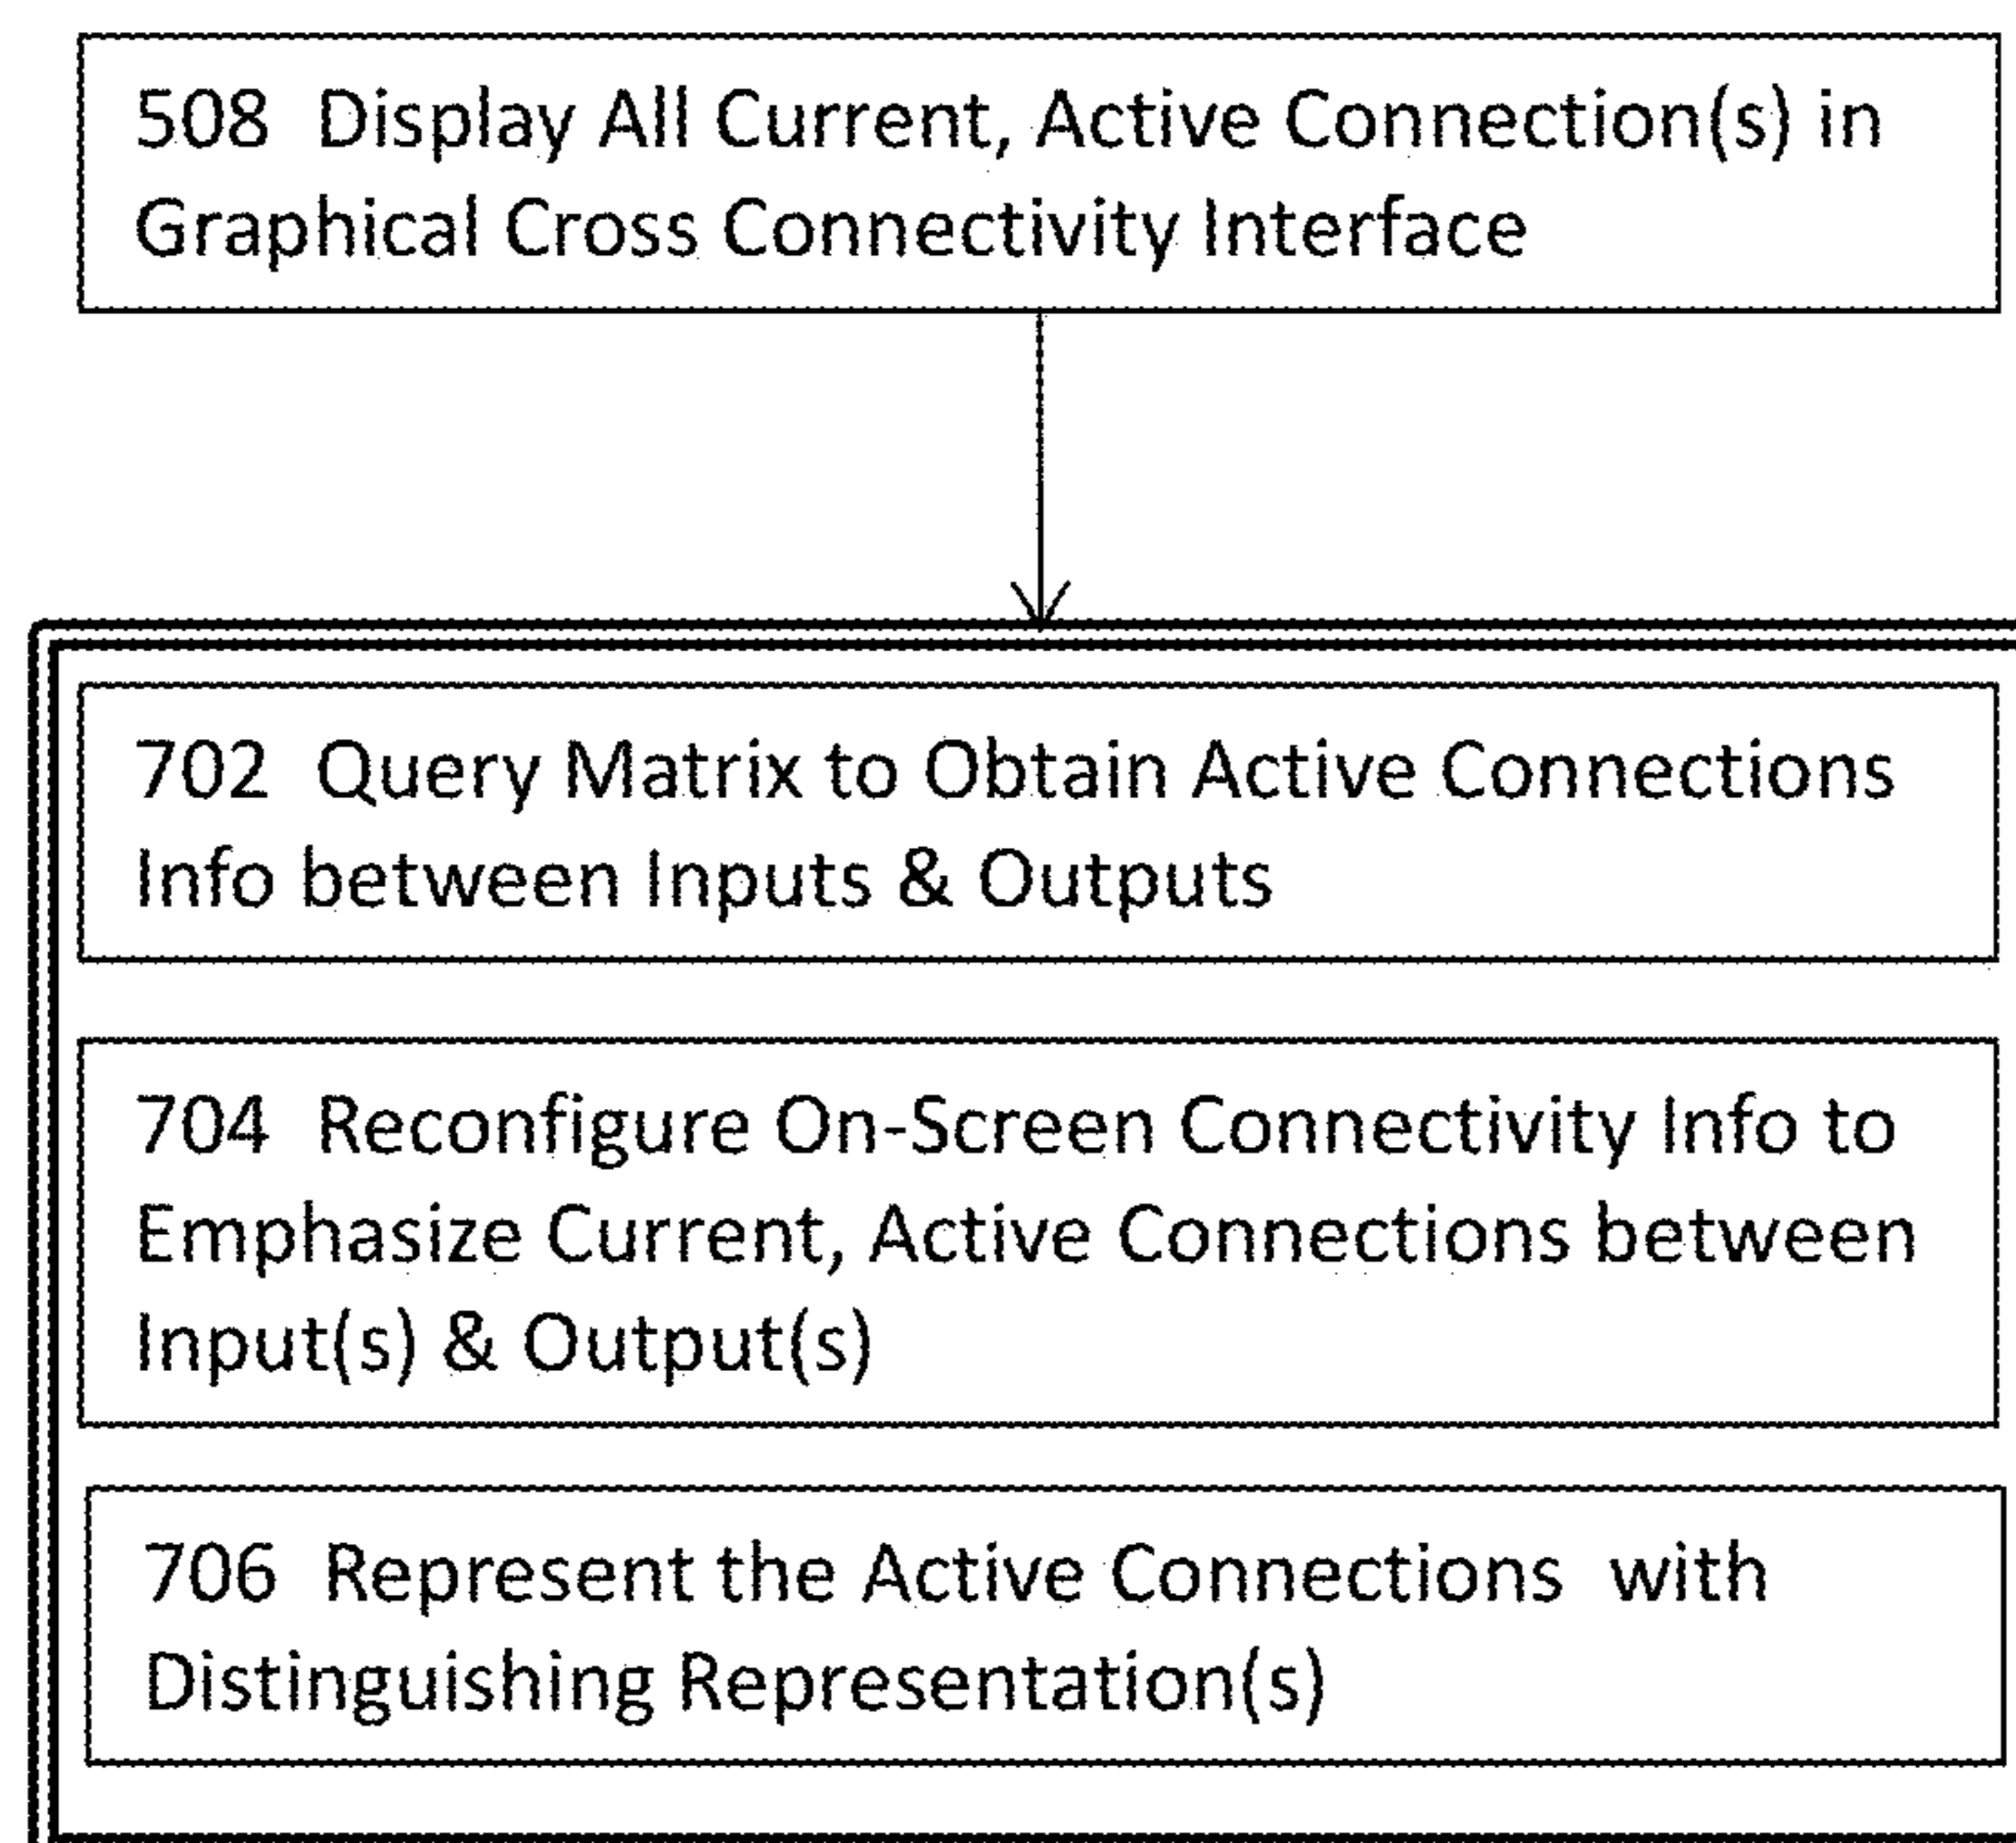 508 Display All Current, Active Connection(s) in
Graphical Cross Connectivity Interface
702 Query Matrix to Obtain Active Connections
Info between Inputs & Outputs
704 Reconfigure On-Screen Connectivity Info to
Emphasize Current, Active Connections between
Input(s) & Output(s)
706 Represent the Active Connections with
Distinguishing Representation(s)